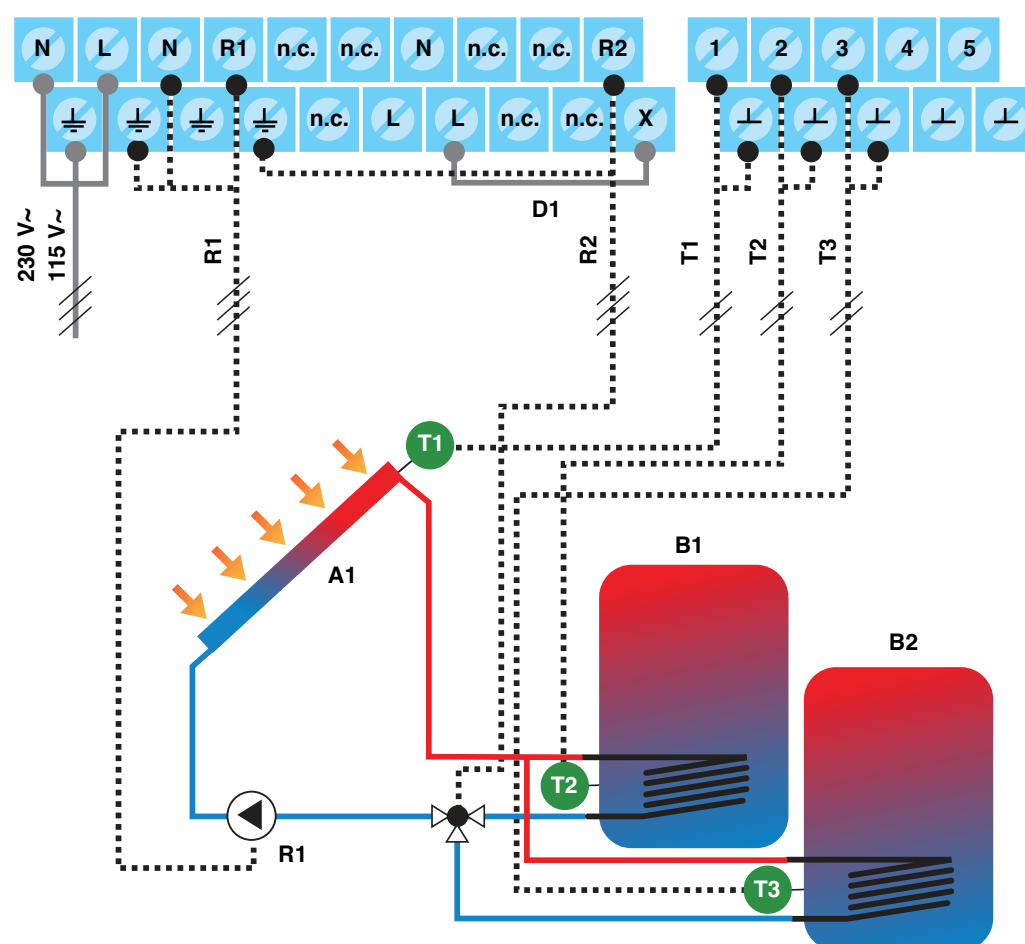 N L N R1 n.c. n.c. N n.c. n.c. R2 1 2 3 4 5
n.c. L L n.c. n.c. X
230 V~
115 V~
R1
D1
R2
T1
T2
T3
T1
A1
B1
B2
T2
R1
T3